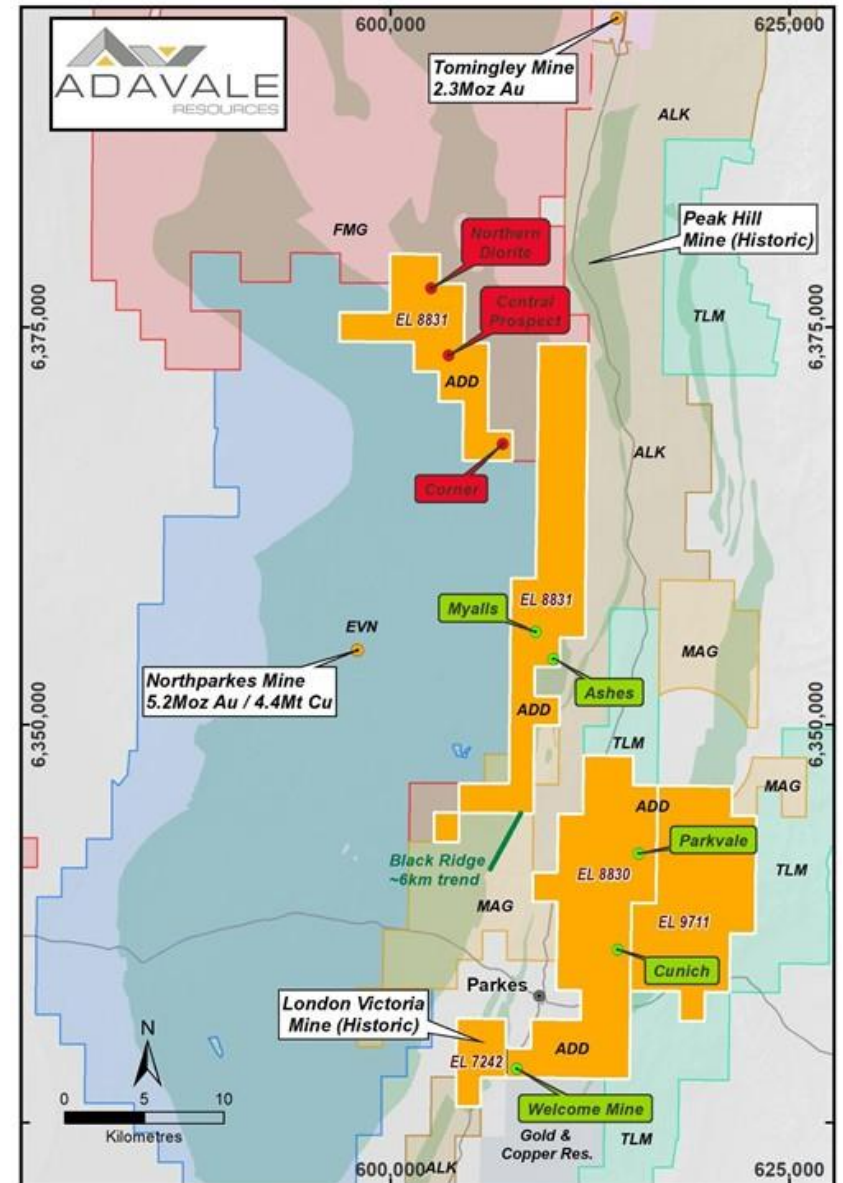 600,000
625,000
ADAVALE
RESOURCES
Tomingley Mine
2.3Moz Au
ALK
Peak Hill
Mine (Historic)
FMG
Northern
Diorite
6,375,000
6,375,000
Central
Prospect
EL 8831
TLM
ADD
ALK
Corner
EL 8831
Myalls
EVN
MAG
Northparkes Mine
5.2Moz Au / 4.4Mt Cu
Ashes
ADD
6,350,000
6,350,000
TLM
MAG
ADD
Parkvale
Black Ridge
~6km trend
EL 8830
TLM
MAG
EL 9711
Cunich
Parkes
London Victoria
Mine (Historic)
N
ADD
EL 7242
0 5 10
Kilometres
Welcome Mine
Gold &
Copper Res.
TLM
600,000
ALK
625,000